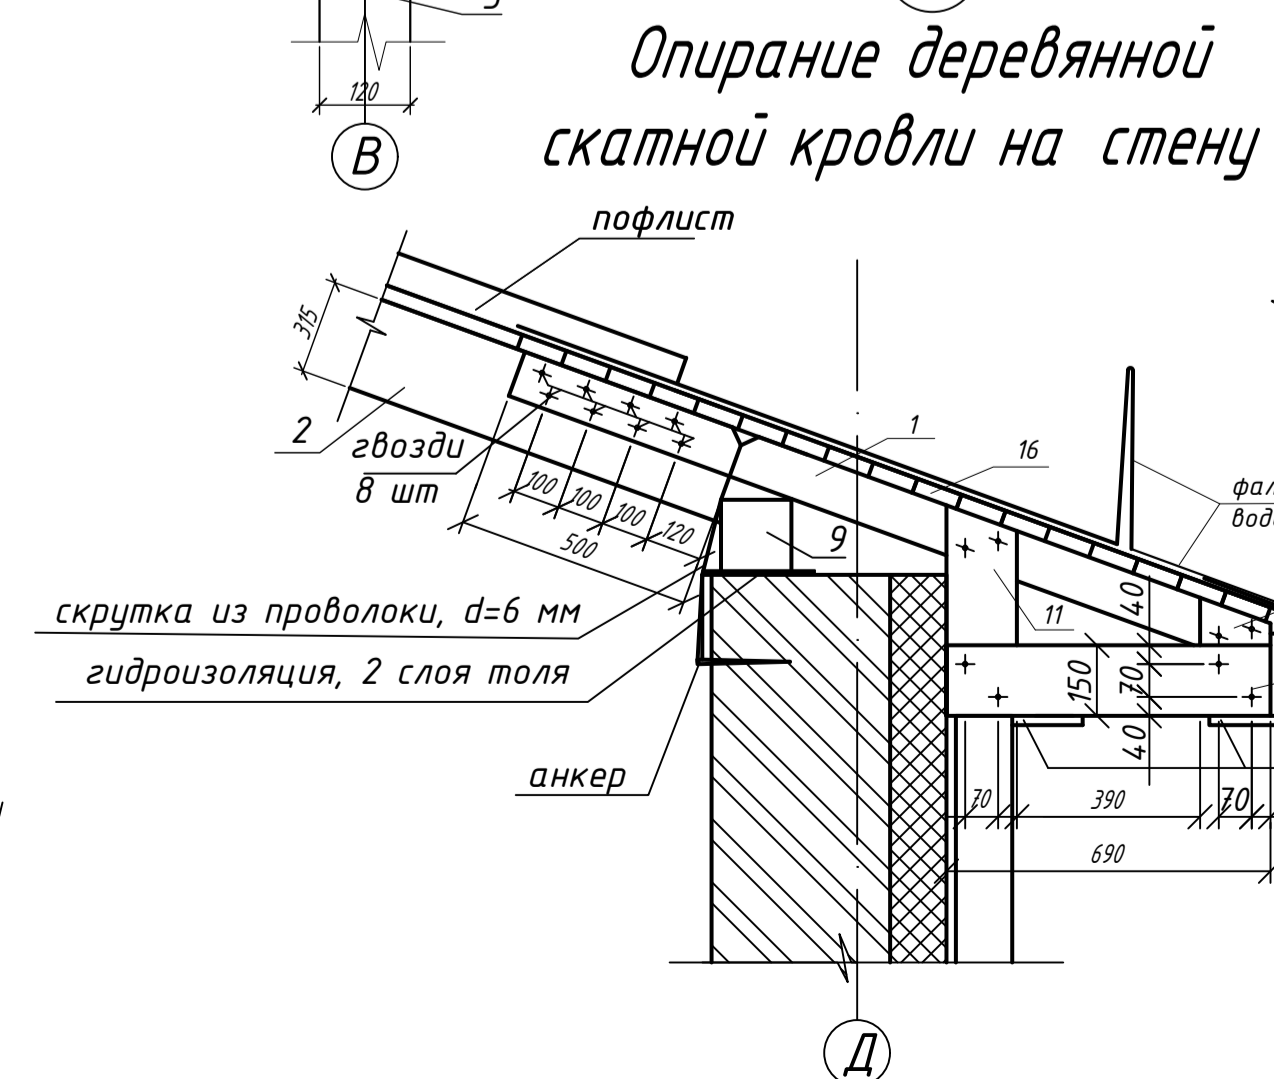 120
В
Опирание деревянной
скатной кровли на стену
пофлист
315
2
гвозди
8 шт
1
16
100
100
100
120
500
9
фал
вода
скрутка из проволоки, d=6 мм
гидроизоляция, 2 слоя толя
анкер
11
40
150
70
40
70
390
70
690
Д